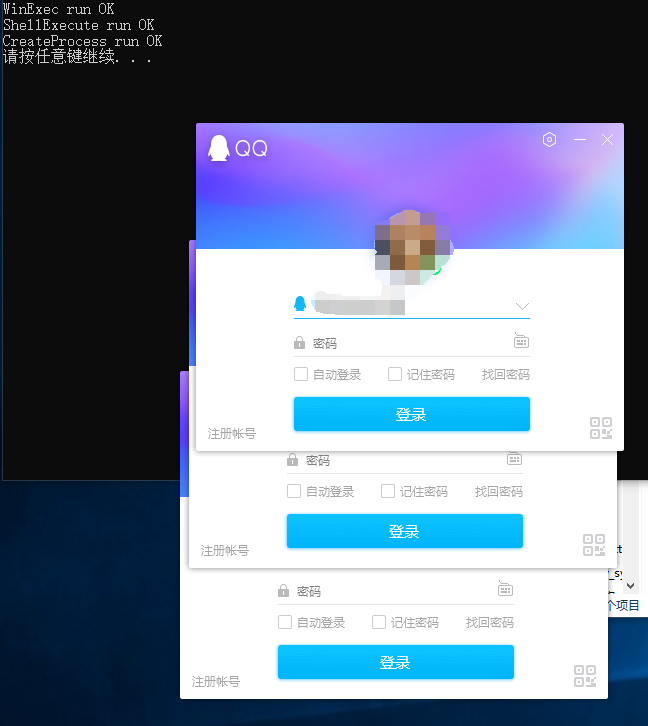 WinExec run OK
ShellExecute run OK
CreateProcess run OK
请按任意键继续. . .
QQ
密码
自动登录 记住密码 找回密码
登录
注册帐号
密码
自动登录 记住密码 找回密码
登录
注册帐号
密码
自动登录 记住密码 找回密码
登录
注册帐号
个项目